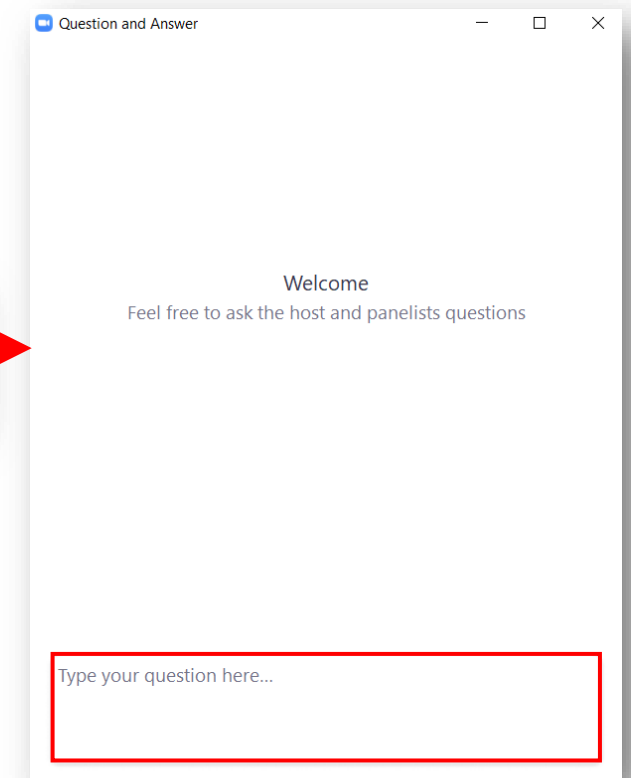 Question and Answer
Welcome
Feel free to ask the host and panelists questions
Type your question here...